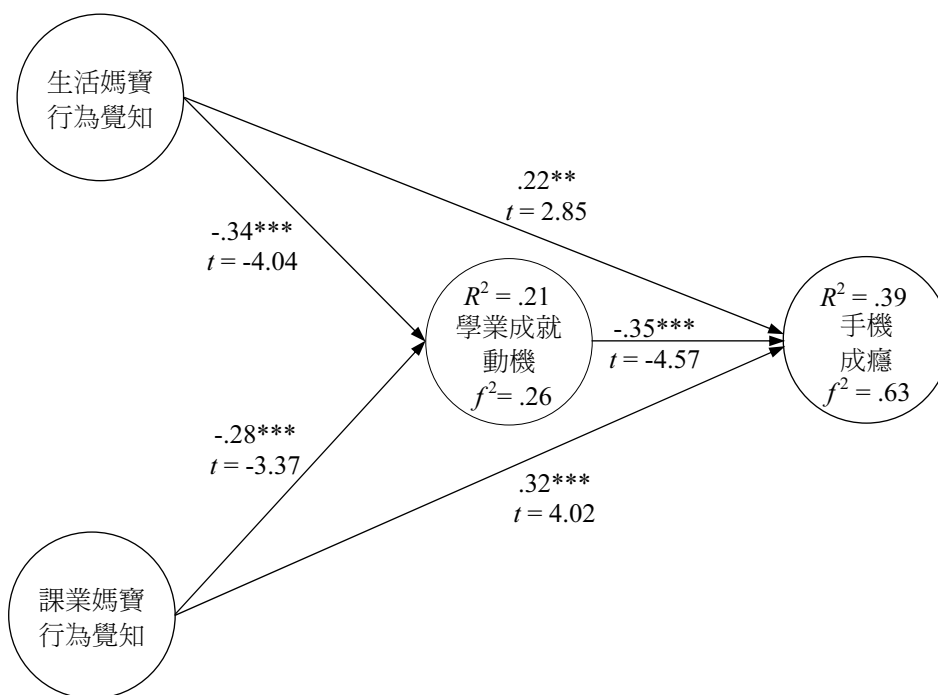 生活媽寶
行為覺知
.22**
t = 2.85
-.34***
t = -4.04
R² = .21
學業成就
動機
f²= .26
-.35***
t = -4.57
R² = .39
手機
成癮
f² = .63
-.28***
t = -3.37
.32***
t = 4.02
課業媽寶
行為覺知